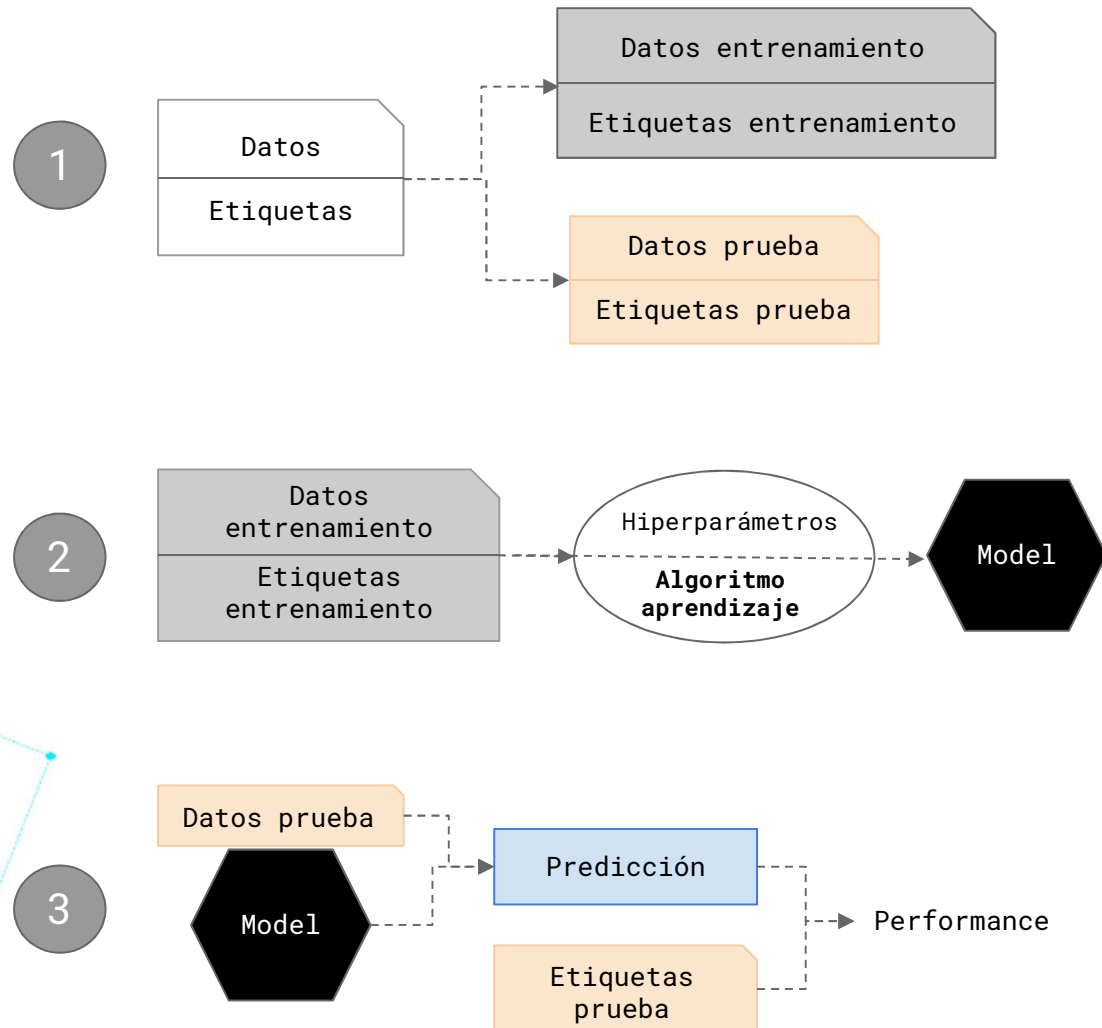 1
Datos
Etiquetas
Datos entrenamiento
Etiquetas entrenamiento
Datos prueba
Etiquetas prueba
2
Datos
entrenamiento
Etiquetas
entrenamiento
Hiperparámetros
Algoritmo
aprendizaje
Model
3
Datos prueba
Model
Predicción
Etiquetas
prueba
Performance